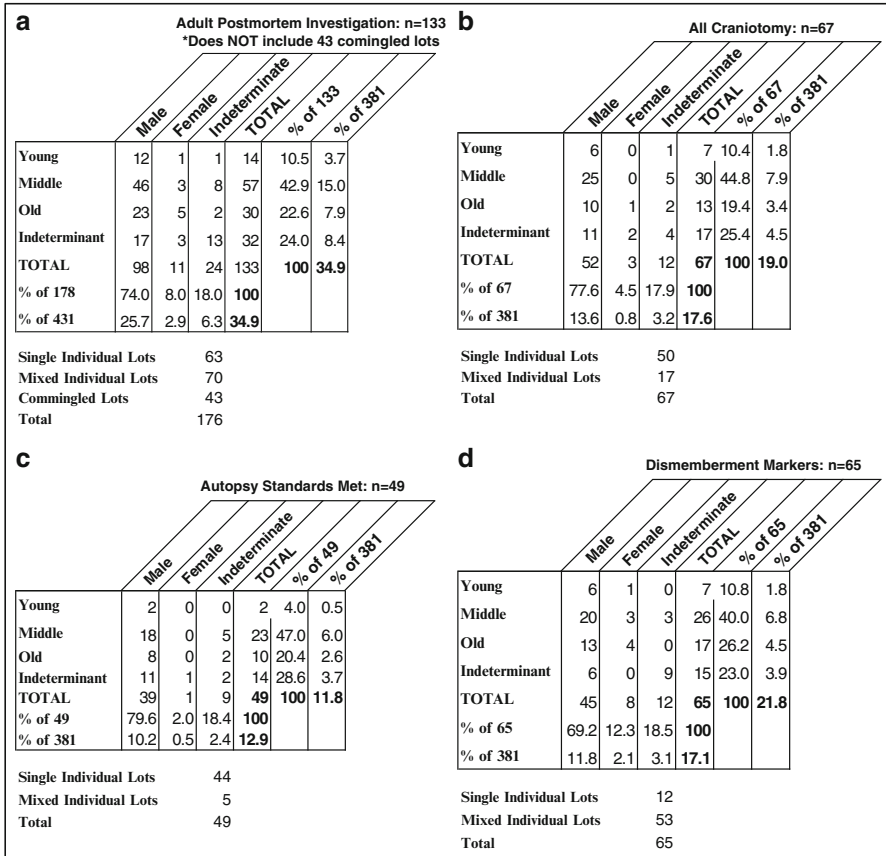 a
Adult Postmortem Investigation: n=133
*Does NOT include 43 comingled lots
Male Female Indeterminate TOTAL % of 133 % of 381
Young 12 1 1 14 10.5 3.7
Middle 46 3 8 57 42.9 15.0
Old 23 5 2 30 22.6 7.9
Indeterminant 17 3 13 32 24.0 8.4
TOTAL 98 11 24 133 100 34.9
% of 178 74.0 8.0 18.0 100
% of 431 25.7 2.9 6.3 34.9
Single Individual Lots 63
Mixed Individual Lots 70
Commingled Lots 43
Total 176
b
All Craniotomy: n=67
Male Female Indeterminate TOTAL % of 67 % of 381
Young 6 0 1 7 10.4 1.8
Middle 25 0 5 30 44.8 7.9
Old 10 1 2 13 19.4 3.4
Indeterminant 11 2 4 17 25.4 4.5
TOTAL 52 3 12 67 100 19.0
% of 67 77.6 4.5 17.9 100
% of 381 13.6 0.8 3.2 17.6
Single Individual Lots 50
Mixed Individual Lots 17
Total 67
c
Autopsy Standards Met: n=49
Male Female Indeterminate TOTAL % of 49 % of 381
Young 2 0 0 2 4.0 0.5
Middle 18 0 5 23 47.0 6.0
Old 8 0 2 10 20.4 2.6
Indeterminant 11 1 2 14 28.6 3.7
TOTAL 39 1 9 49 100 11.8
% of 49 79.6 2.0 18.4 100
% of 381 10.2 0.5 2.4 12.9
Single Individual Lots 44
Mixed Individual Lots 5
Total 49
d
Dismemberment Markers: n=65
Male Female Indeterminate TOTAL % of 65 % of 381
Young 6 1 0 7 10.8 1.8
Middle 20 3 3 26 40.0 6.8
Old 13 4 0 17 26.2 4.5
Indeterminant 6 0 9 15 23.0 3.9
TOTAL 45 8 12 65 100 21.8
% of 65 69.2 12.3 18.5 100
% of 381 11.8 2.1 3.1 17.1
Single Individual Lots 12
Mixed Individual Lots 53
Total 65